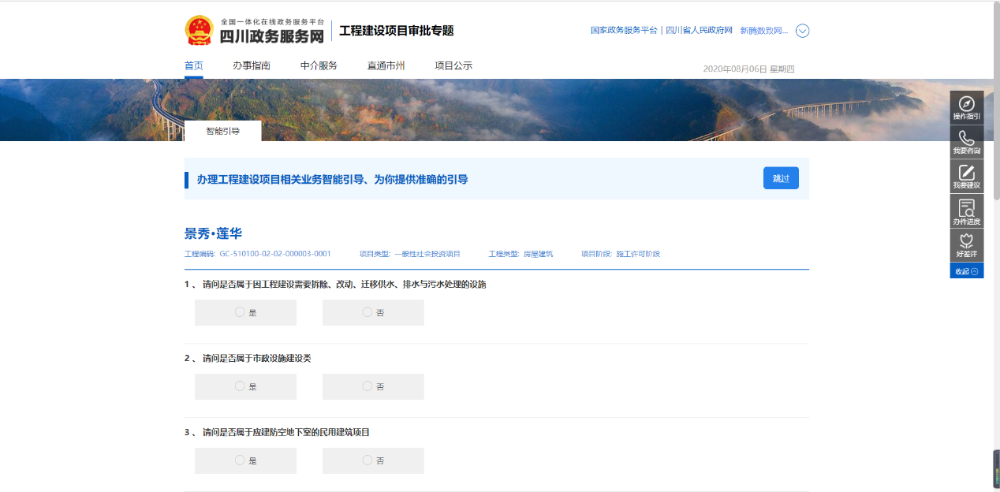 全国一体化在线政务服务平台
四川政务服务网
工程建设项目审批专题
国家政务服务平台 | 四川省人民政府网 新腾数致网...
首页 办事指南 中介服务 直通市州 项目公示
2020年08月06日 星期四
智能引导
操作指引
我要咨询
我要建议
办件进度
好差评
收起
办理工程建设项目相关业务智能引导、为你提供准确的引导
跳过
景秀•莲华
工程编码: GC-510100-02-02-000003-0001 项目类型: 一般性社会投资项目 工程类型: 房屋建筑 项目阶段: 施工许可阶段
1 、 请问是否属于因工程建设需要拆除、改动、迁移供水、排水与污水处理的设施
是 否
2 、 请问是否属于市政设施建设类
是 否
3 、 请问是否属于应建防空地下室的民用建筑项目
是 否